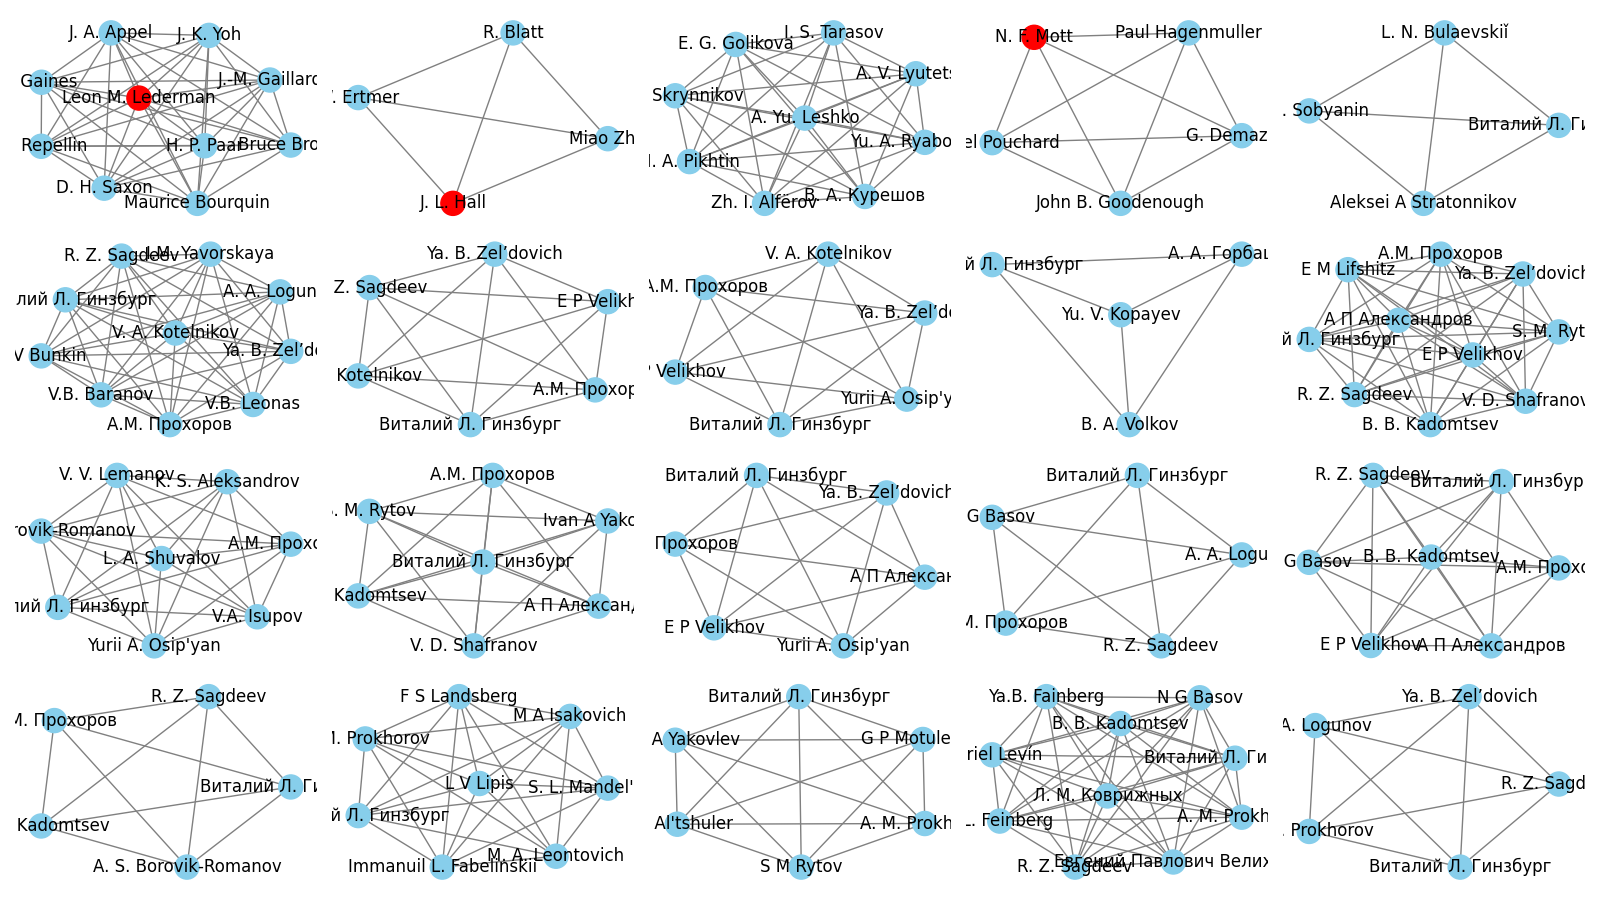 J. A. Appel
J. K. Yoh
Gaines
J.-M. Gaillard
Leon M. Lederman
Repellin
H. P. Paar
Bruce Bro
D. H. Saxon
Maurice Bourquin
R. Blatt
. Ertmer
Miao Zh
J. L. Hall
J. S. Tarasov
E. G. Golikova
A. V. Lyutets
Skrynnikov
A. Yu. Leshko
Yu. A. Ryabo
. A. Pikhtin
Zh. I. Alfërov
В. А. Курешов
N. F. Mott
Paul Hagenmuller
el Pouchard
G. Demaz
John B. Goodenough
L. N. Bulaevskiĭ
. Sobyanin
Виталий Л. Ги
Aleksei A Stratonnikov
R. Z. Sagdeev
I.M. Yavorskaya
лий Л. Гинзбург
A. A. Logun
V. A. Kotelnikov
V Bunkin
Ya. B. Zel’do
V.B. Baranov
V.B. Leonas
А.М. Прохоров
Ya. B. Zel’dovich
Z. Sagdeev
E P Velikh
Kotelnikov
А.М. Прохор
Виталий Л. Гинзбург
V. A. Kotelnikov
А.М. Прохоров
Ya. B. Zel’do
Velikhov
Yurii A. Osip'y
Виталий Л. Гинзбург
й Л. Гинзбург
А. А. Горбац
Yu. V. Kopayev
B. A. Volkov
А.М. Прохоров
E M Lifshitz
Ya. B. Zel’dovich
А П Александров
S. M. Ryt
й Л. Гинзбург
E P Velikhov
R. Z. Sagdeev
V. D. Shafranov
B. B. Kadomtsev
V. V. Lemanov
K. S. Aleksandrov
rovik-Romanov
А.М. Прохо
L. A. Shuvalov
лий Л. Гинзбург
V.A. Isupov
Yurii A. Osip'yan
А.М. Прохоров
. M. Rytov
Ivan A Yako
Виталий Л. Гинзбург
Kadomtsev
А П Алексан
V. D. Shafranov
Виталий Л. Гинзбург
Ya. B. Zel’dovich
Прохоров
А П Алексан
E P Velikhov
Yurii A. Osip'yan
Виталий Л. Гинзбург
G Basov
A. A. Logu
М. Прохоров
R. Z. Sagdeev
R. Z. Sagdeev
Виталий Л. Гинзбур
G Basov
B. B. Kadomtsev
А.М. Прохо
E P Velikhov
А П Александров
R. Z. Sagdeev
М. Прохоров
Виталий Л. Ги
Kadomtsev
A. S. Borovik-Romanov
F S Landsberg
M A Isakovich
. Prokhorov
L V Lipis
S. L. Mandel'
й Л. Гинзбург
M. A. Leontovich
Immanuil L. Fabelinskii
Виталий Л. Гинзбург
A Yakovlev
G P Motule
Al'tshuler
A. M. Prokh
S M Rytov
Ya.B. Fainberg
N G Basov
B. B. Kadomtsev
riel Levin
Виталий Л. Ги
Л. М. Коврижных
. Feinberg
A. M. Prokh
Евгений Павлович Велих
R. Z. Sagdeev
Ya. B. Zel’dovich
A. Logunov
R. Z. Sagd
. Prokhorov
Виталий Л. Гинзбург